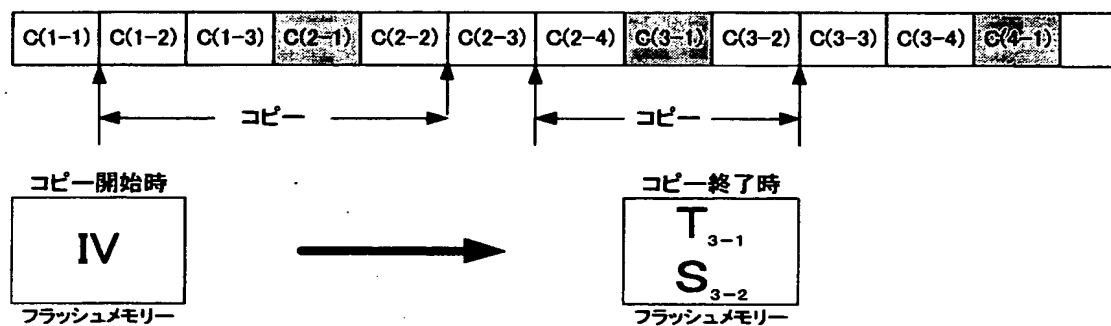 C(1-1) C(1-2) C(1-3) C(2-1) C(2-2) C(2-3) C(2-4) C(3-1) C(3-2) C(3-3) C(3-4) C(4-1)
コピー コピー
コピー開始時 コピー終了時
IV T3-1
S3-2
フラッシュメモリー フラッシュメモリー